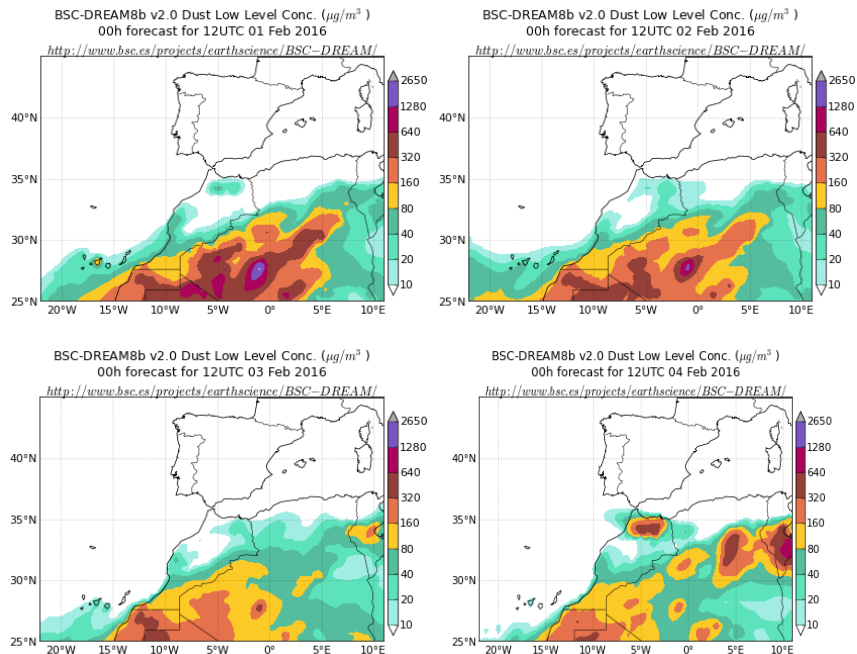 BSC-DREAM8b v2.0 Dust Low Level Conc. (μg/m³ )
00h forecast for 12UTC 01 Feb 2016
http://www.bsc.es/projects/earthscience/BSC−DREAM/
40°N
35°N
30°N
25°N
20°W
15°W
10°W
5°W
0°W
5°E
10°E
2650
1280
640
320
160
80
40
20
10
BSC-DREAM8b v2.0 Dust Low Level Conc. (μg/m³ )
00h forecast for 12UTC 02 Feb 2016
http://www.bsc.es/projects/earthscience/BSC−DREAM/
40°N
35°N
30°N
25°N
20°W
15°W
10°W
5°W
0°W
5°E
10°E
2650
1280
640
320
160
80
40
20
10
BSC-DREAM8b v2.0 Dust Low Level Conc. (μg/m³ )
00h forecast for 12UTC 03 Feb 2016
http://www.bsc.es/projects/earthscience/BSC−DREAM/
40°N
35°N
30°N
25°N
20°W
15°W
10°W
5°W
0°W
5°E
10°E
2650
1280
640
320
160
80
40
20
10
BSC-DREAM8b v2.0 Dust Low Level Conc. (μg/m³ )
00h forecast for 12UTC 04 Feb 2016
http://www.bsc.es/projects/earthscience/BSC−DREAM/
40°N
35°N
30°N
25°N
20°W
15°W
10°W
5°W
0°W
5°E
10°E
2650
1280
640
320
160
80
40
20
10